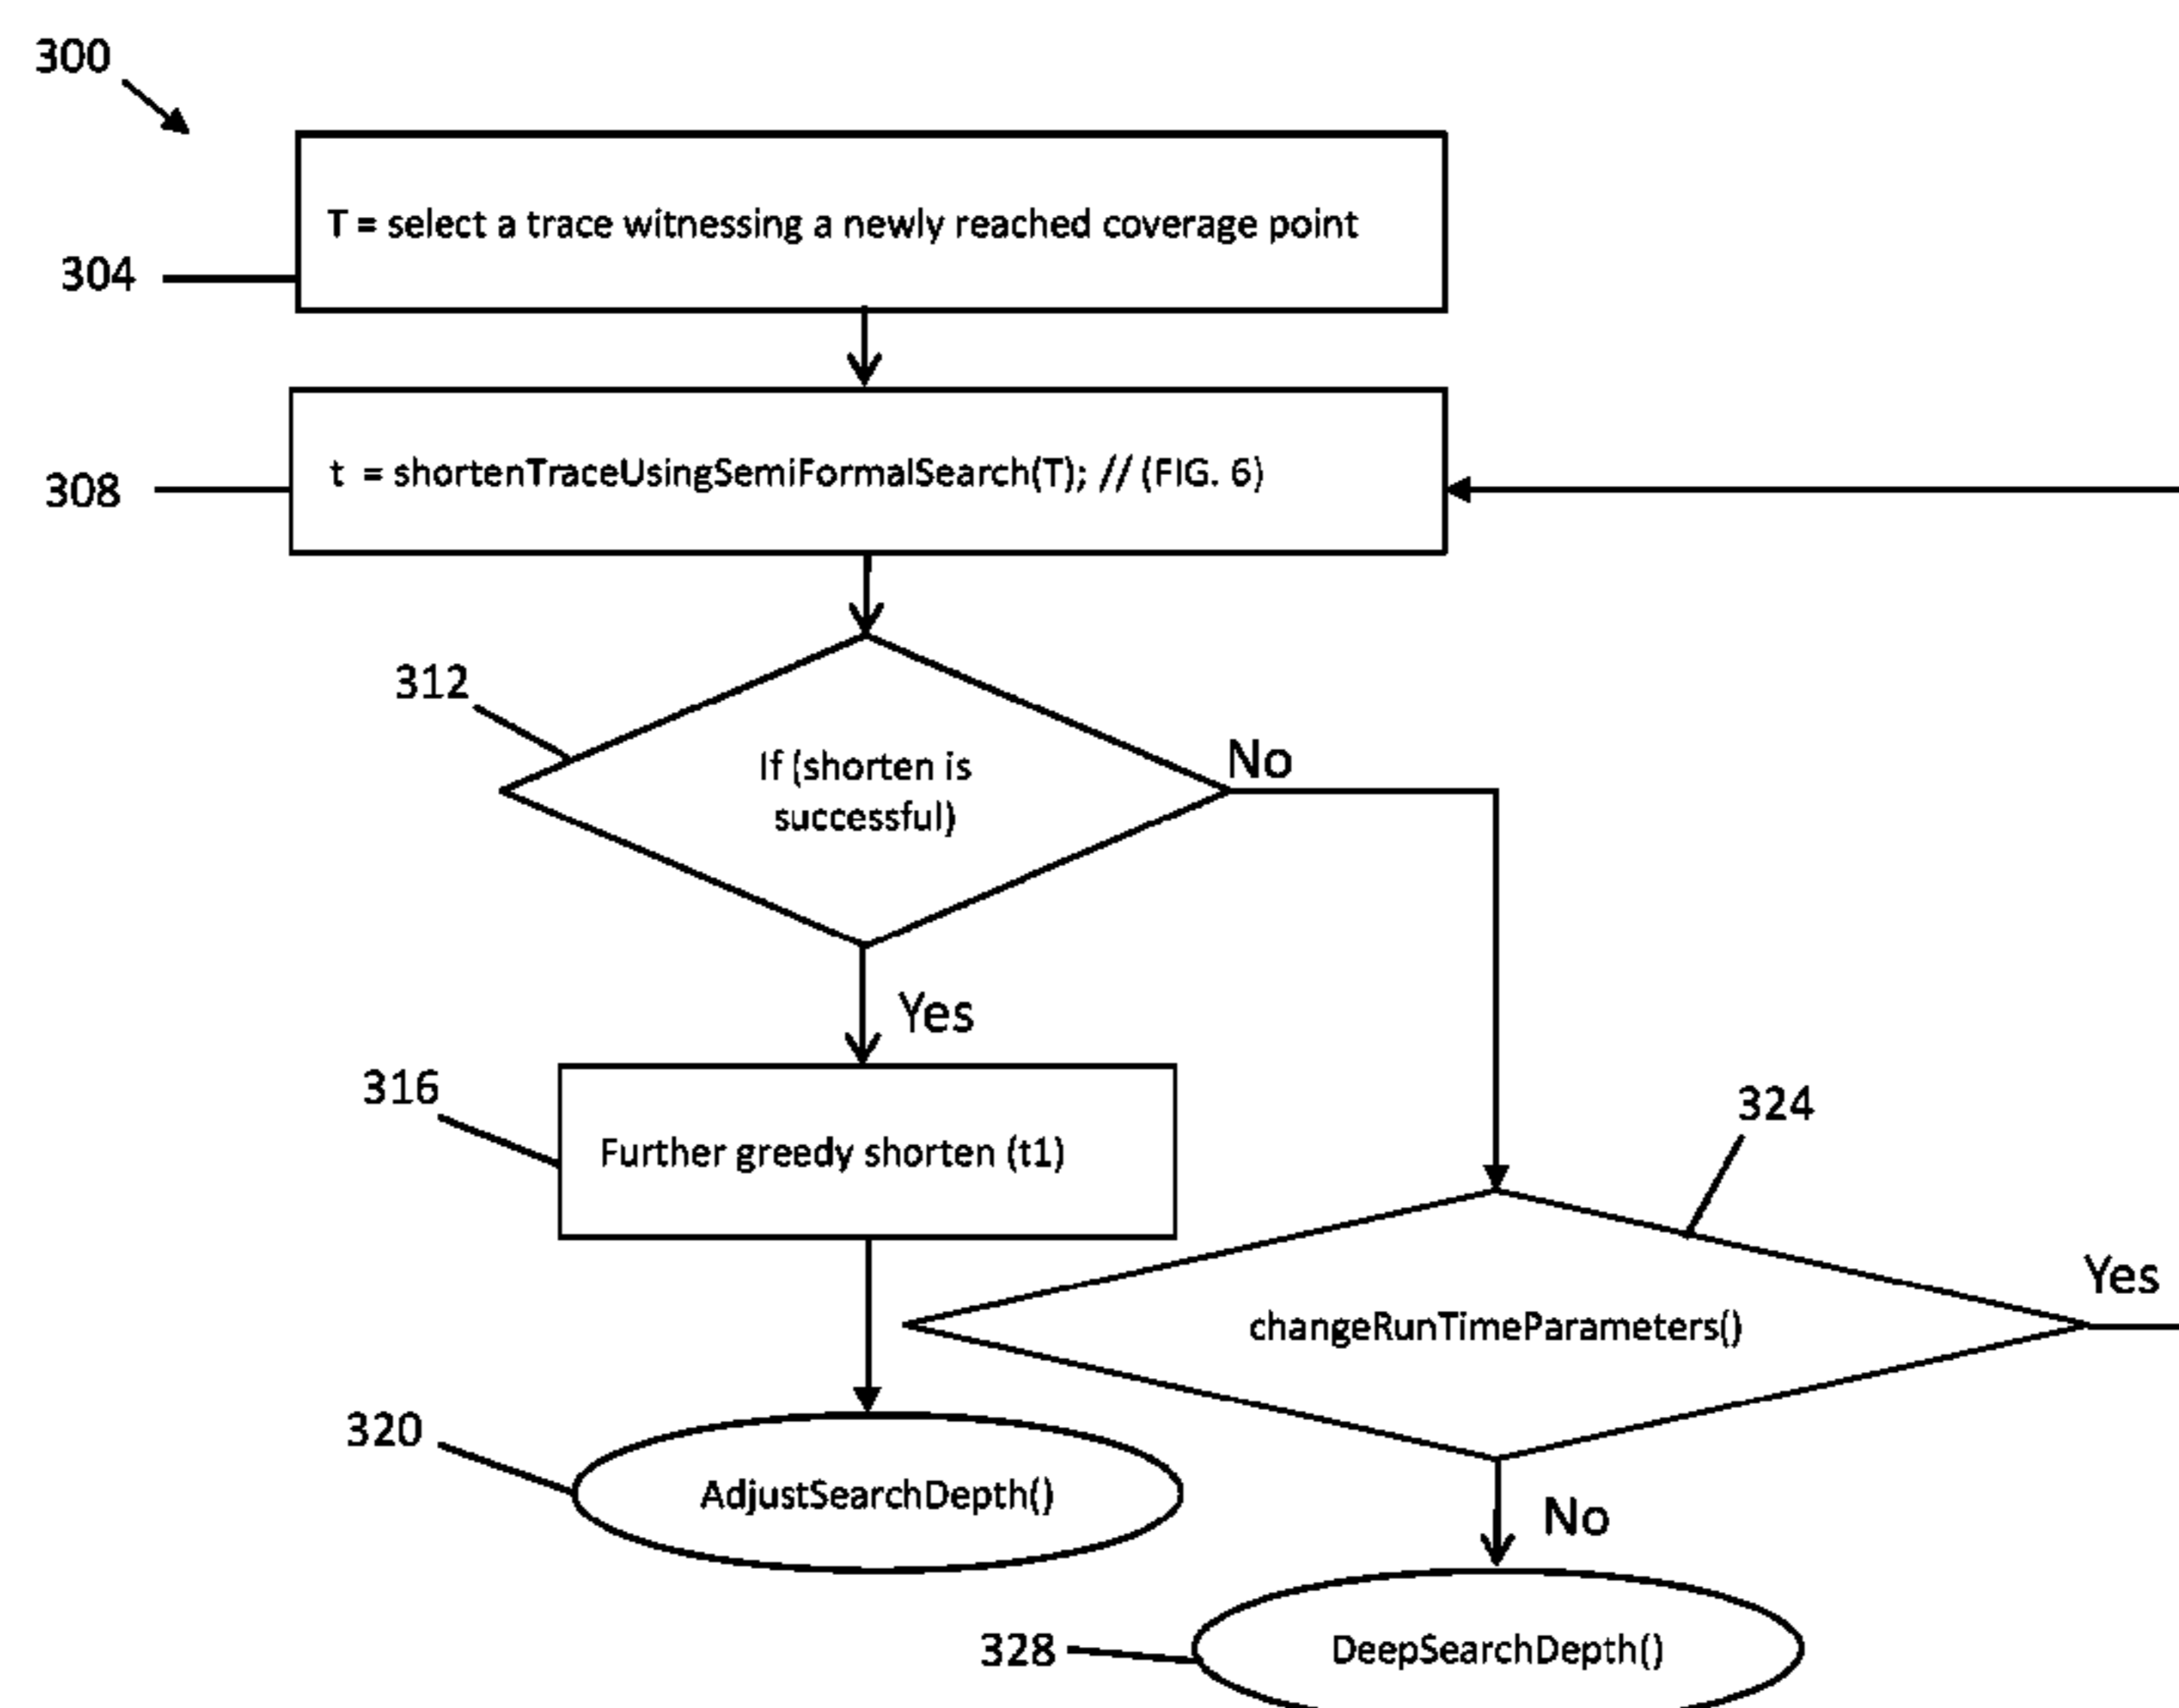 300
T = select a trace witnessing a newly reached coverage point
304
t = shortenTraceUsingSemiFormalSearch(T); // (FIG. 6)
308
312
If (shorten is
successful)
No
Yes
316
Further greedy shorten (t1)
324
changeRunTimeParameters()
Yes
320
AdjustSearchDepth()
No
328
DeepSearchDepth()